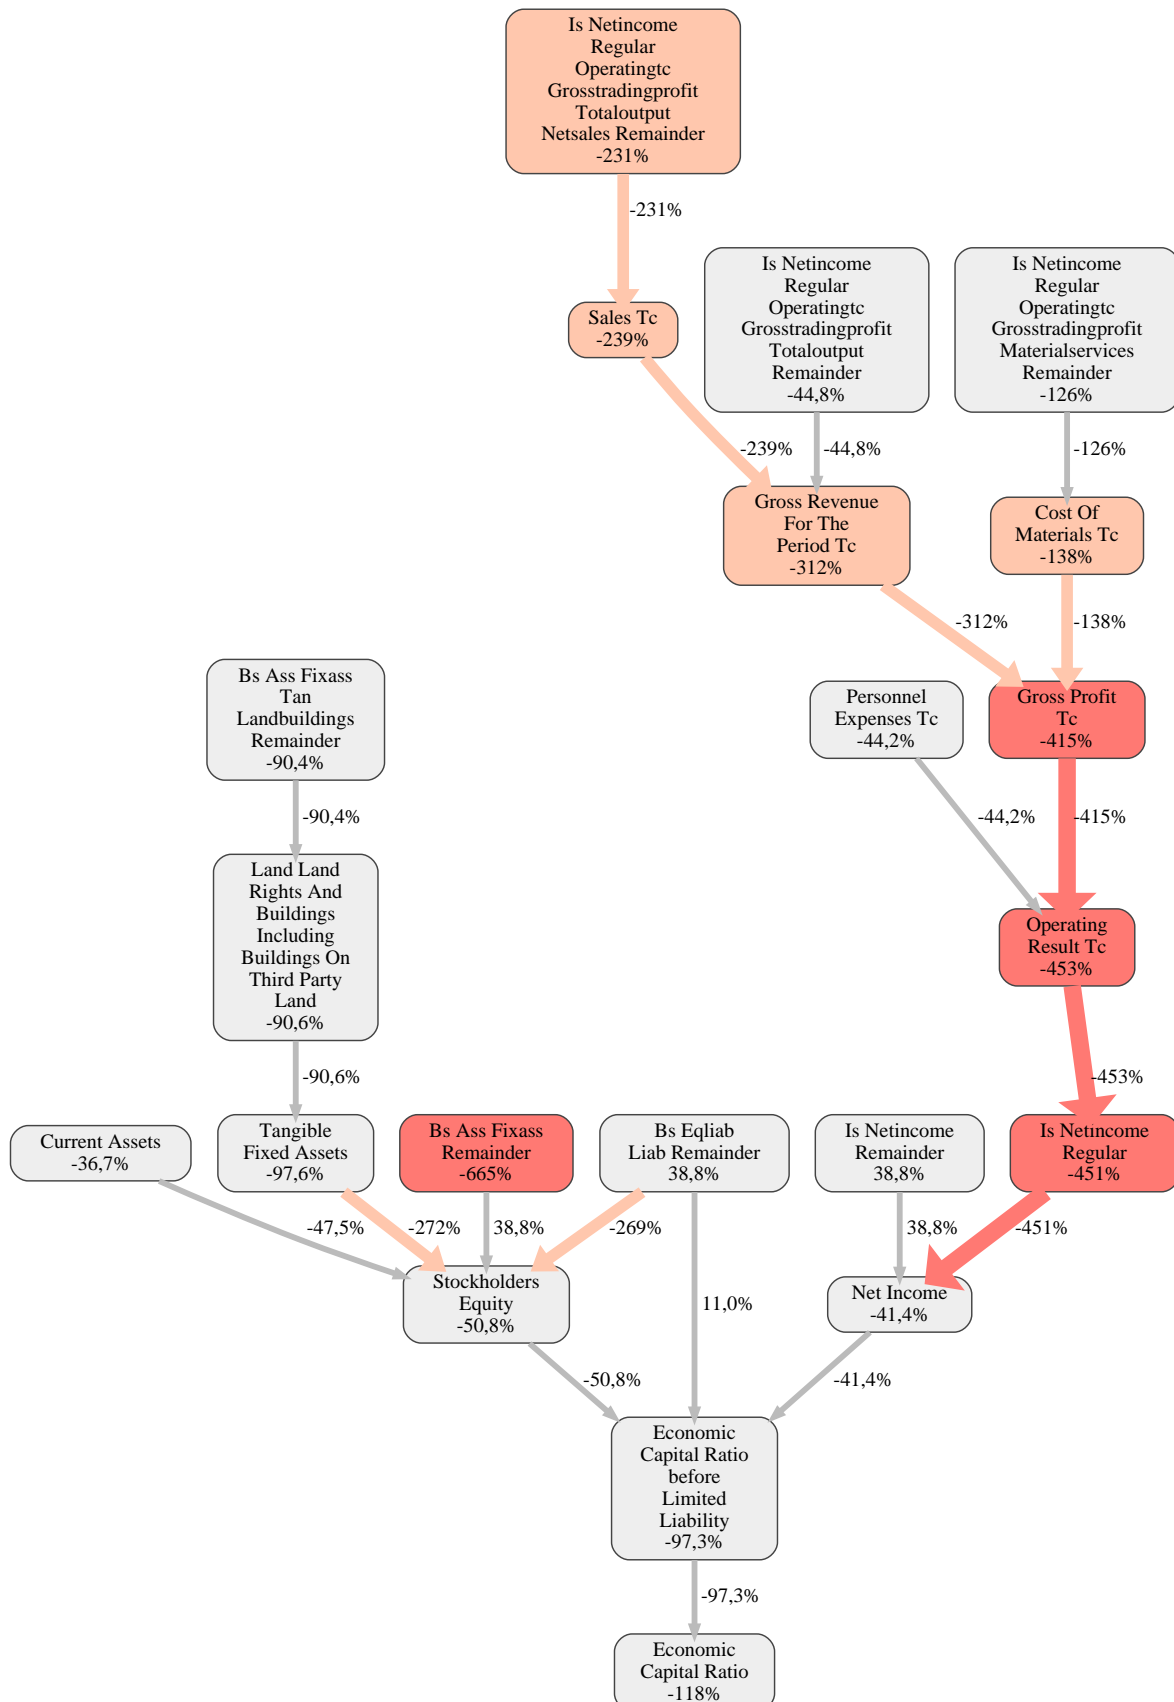 Is Netincome
Regular
Operatingtc
Grosstradingprofit
Totaloutput
Netsales Remainder
-231%
-231%
Sales Tc
-239%
Is Netincome
Regular
Operatingtc
Grosstradingprofit
Totaloutput
Remainder
-44,8%
Is Netincome
Regular
Operatingtc
Grosstradingprofit
Materialservices
Remainder
-126%
-239%
-44,8%
-126%
Gross Revenue
For The
Period Tc
-312%
Cost Of
Materials Tc
-138%
-312%
-138%
Bs Ass Fixass
Tan
Landbuildings
Remainder
-90,4%
Personnel
Expenses Tc
-44,2%
Gross Profit
Tc
-415%
-90,4%
-44,2%
-415%
Land Land
Rights And
Buildings
Including
Buildings On
Third Party
Land
-90,6%
Operating
Result Tc
-453%
-90,6%
-453%
Current Assets
-36,7%
Tangible
Fixed Assets
-97,6%
Bs Ass Fixass
Remainder
-665%
Bs Eqliab
Liab Remainder
38,8%
Is Netincome
Remainder
38,8%
Is Netincome
Regular
-451%
-47,5%
-272%
38,8%
-269%
38,8%
-451%
Stockholders
Equity
-50,8%
11,0%
Net Income
-41,4%
-50,8%
-41,4%
Economic
Capital Ratio
before
Limited
Liability
-97,3%
-97,3%
Economic
Capital Ratio
-118%